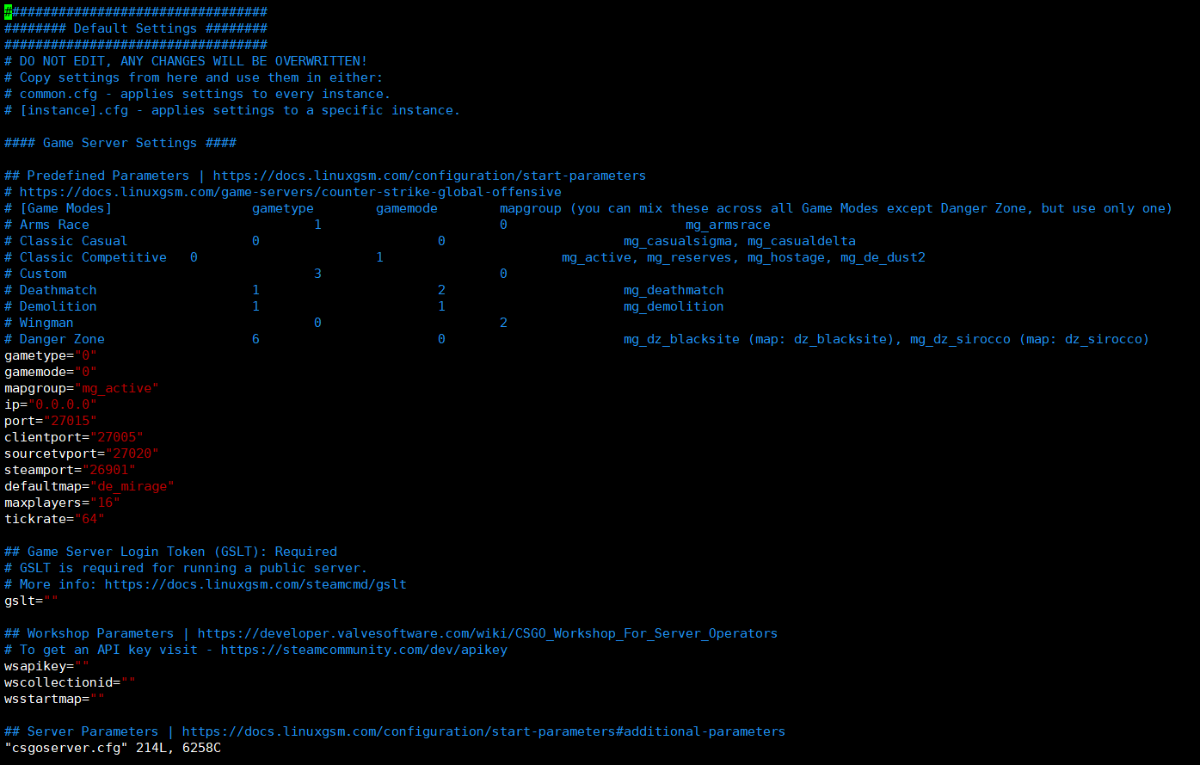 ##################################
######## Default Settings ########
##################################
# DO NOT EDIT, ANY CHANGES WILL BE OVERWRITTEN!
# Copy settings from here and use them in either:
# common.cfg - applies settings to every instance.
# [instance].cfg - applies settings to a specific instance.
#### Game Server Settings ####
## Predefined Parameters | https://docs.linuxgsm.com/configuration/start-parameters
# https://docs.linuxgsm.com/game-servers/counter-strike-global-offensive
# [Game Modes] gametype gamemode mapgroup (you can mix these across all Game Modes except Danger Zone, but use only one)
# Arms Race 1 0 mg_armsrace
# Classic Casual 0 0 mg_casualsigma, mg_casualdelta
# Classic Competitive 0 1 mg_active, mg_reserves, mg_hostage, mg_de_dust2
# Custom 3 0
# Deathmatch 1 2 mg_deathmatch
# Demolition 1 1 mg_demolition
# Wingman 0 2
# Danger Zone 6 0 mg_dz_blacksite (map: dz_blacksite), mg_dz_sirocco (map: dz_sirocco)
gametype="0"
gamemode="0"
mapgroup="mg_active"
ip="0.0.0.0"
port="27015"
clientport="27005"
sourcetvport="27020"
steamport="26901"
defaultmap="de_mirage"
maxplayers="16"
tickrate="64"
## Game Server Login Token (GSLT): Required
# GSLT is required for running a public server.
# More info: https://docs.linuxgsm.com/steamcmd/gslt
gslt=""
## Workshop Parameters | https://developer.valvesoftware.com/wiki/CSGO_Workshop_For_Server_Operators
# To get an API key visit - https://steamcommunity.com/dev/apikey
wsapikey=""
wscollectionid=""
wsstartmap=""
## Server Parameters | https://docs.linuxgsm.com/configuration/start-parameters#additional-parameters
"csgoserver.cfg" 214L, 6258C